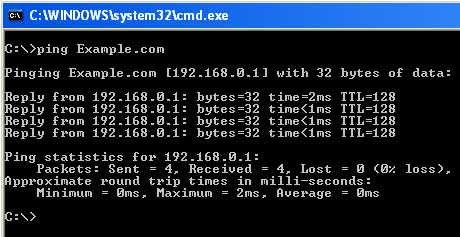 C:\WINDOWS\system32\cmd.exe
C:\>ping Example.com
Pinging Example.com [192.168.0.1] with 32 bytes of data:
Reply from 192.168.0.1: bytes=32 time=2ms TTL=128
Reply from 192.168.0.1: bytes=32 time<1ms TTL=128
Reply from 192.168.0.1: bytes=32 time<1ms TTL=128
Reply from 192.168.0.1: bytes=32 time<1ms TTL=128
Ping statistics for 192.168.0.1:
    Packets: Sent = 4, Received = 4, Lost = 0 (0% loss),
Approximate round trip times in milli-seconds:
    Minimum = 0ms, Maximum = 2ms, Average = 0ms
C:\>